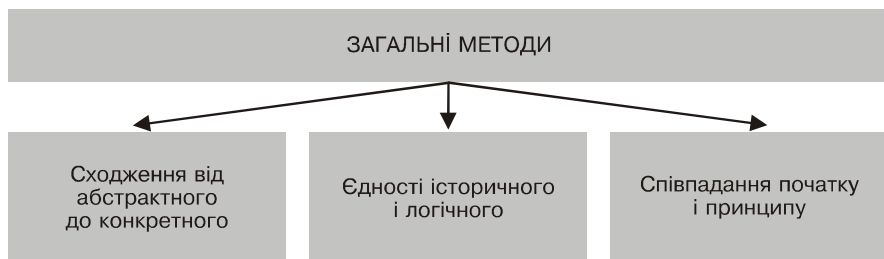 ЗАГАЛЬНІ МЕТОДИ
Сходження від
абстрактного
до конкретного
Єдності історичного
і логічного
Співпадання початку
і принципу